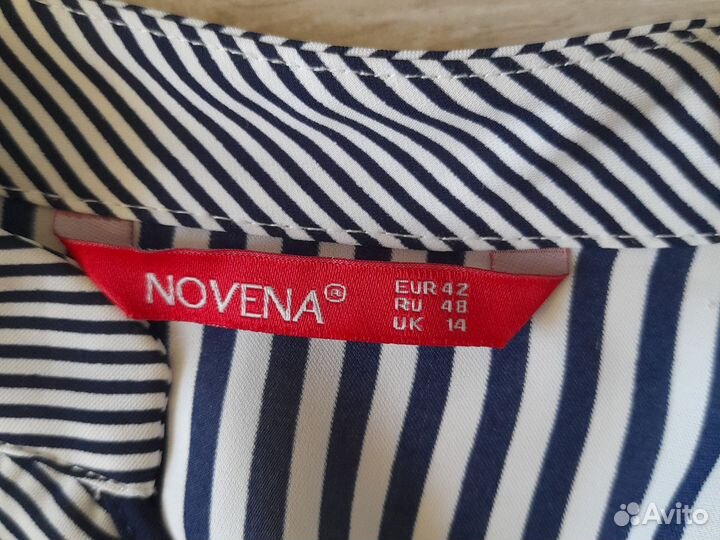 NOVENA®
EUR 42
RU 48
UK 14
Avito